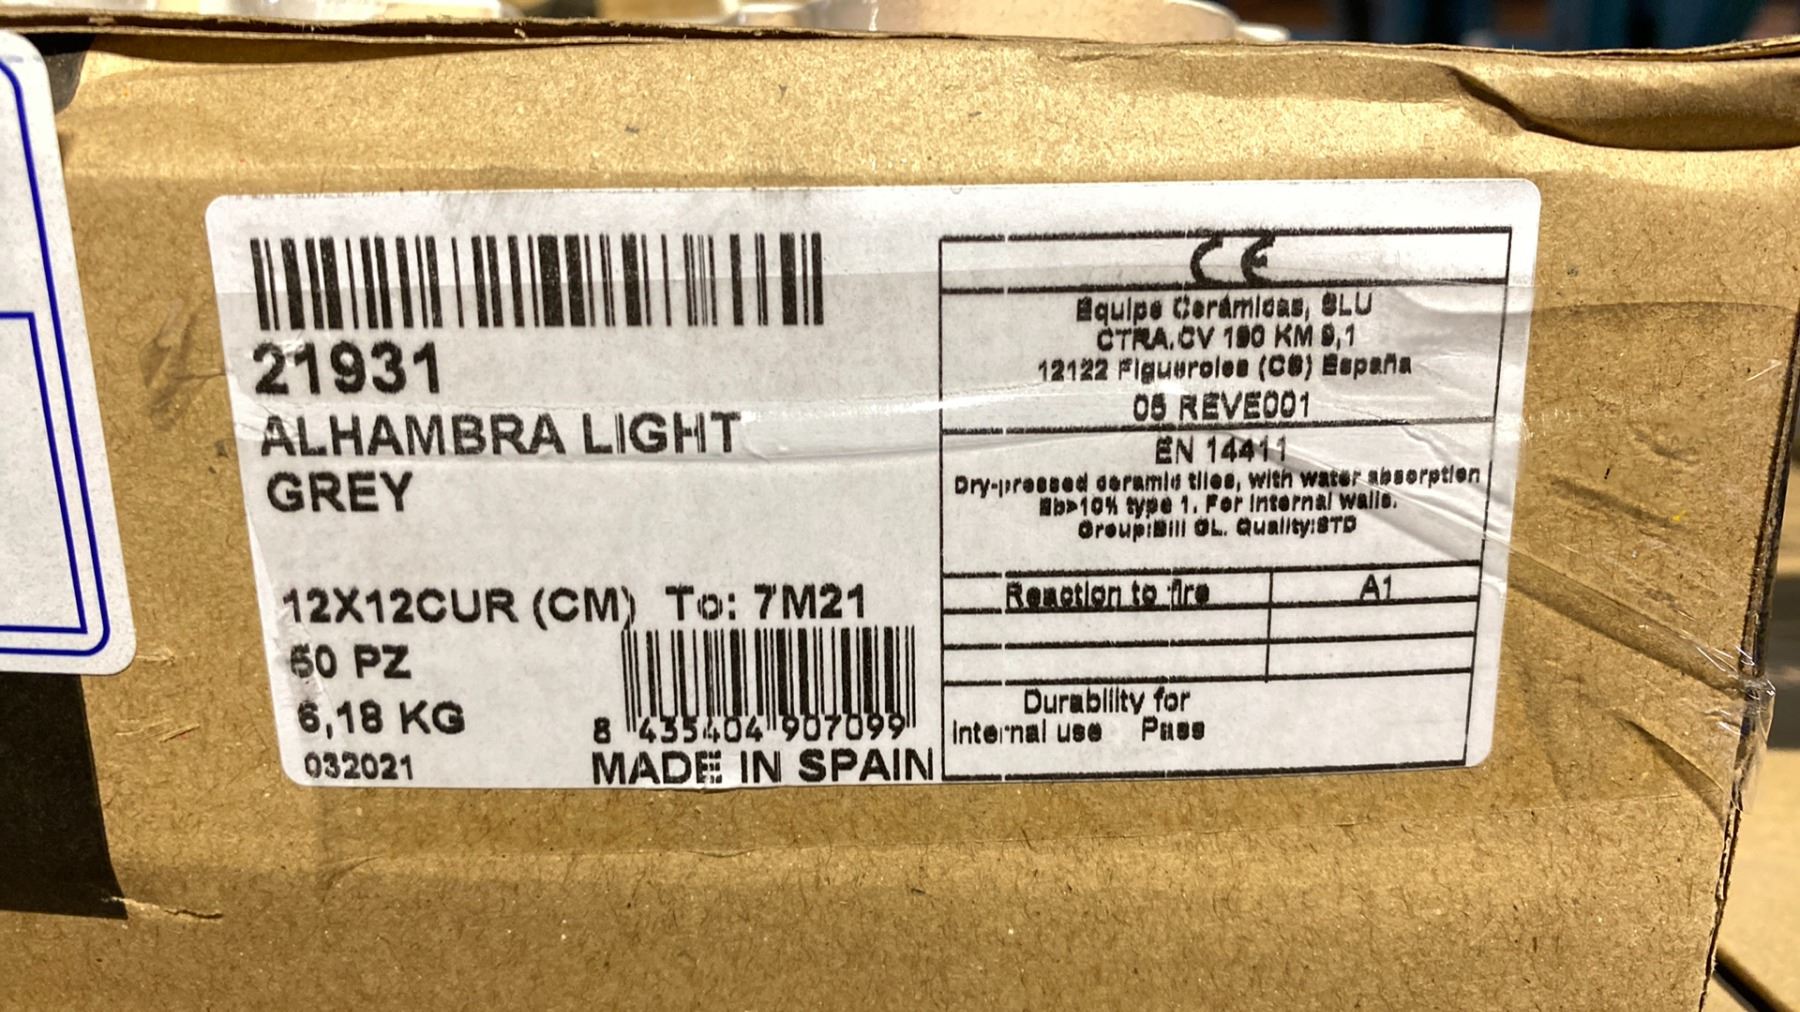 21931
ALHAMBRA LIGHT
GREY
12X12CUR (CM) To: 7M21
50 PZ
6,18 KG
032021
8 435404 907099
MADE IN SPAIN
CE
Equipe Cerámicas, SLU
CTRA.CV 190 KM 9,1
12122 Figueroles (CS) España
05 REVE001
EN 14411
Dry-pressed ceramic tiles, with water absorption
Eb>10% type 1. For internal walls.
Group:BIII GL. Quality:STD
Reaction to fire A1
Durability for
internal use Pass